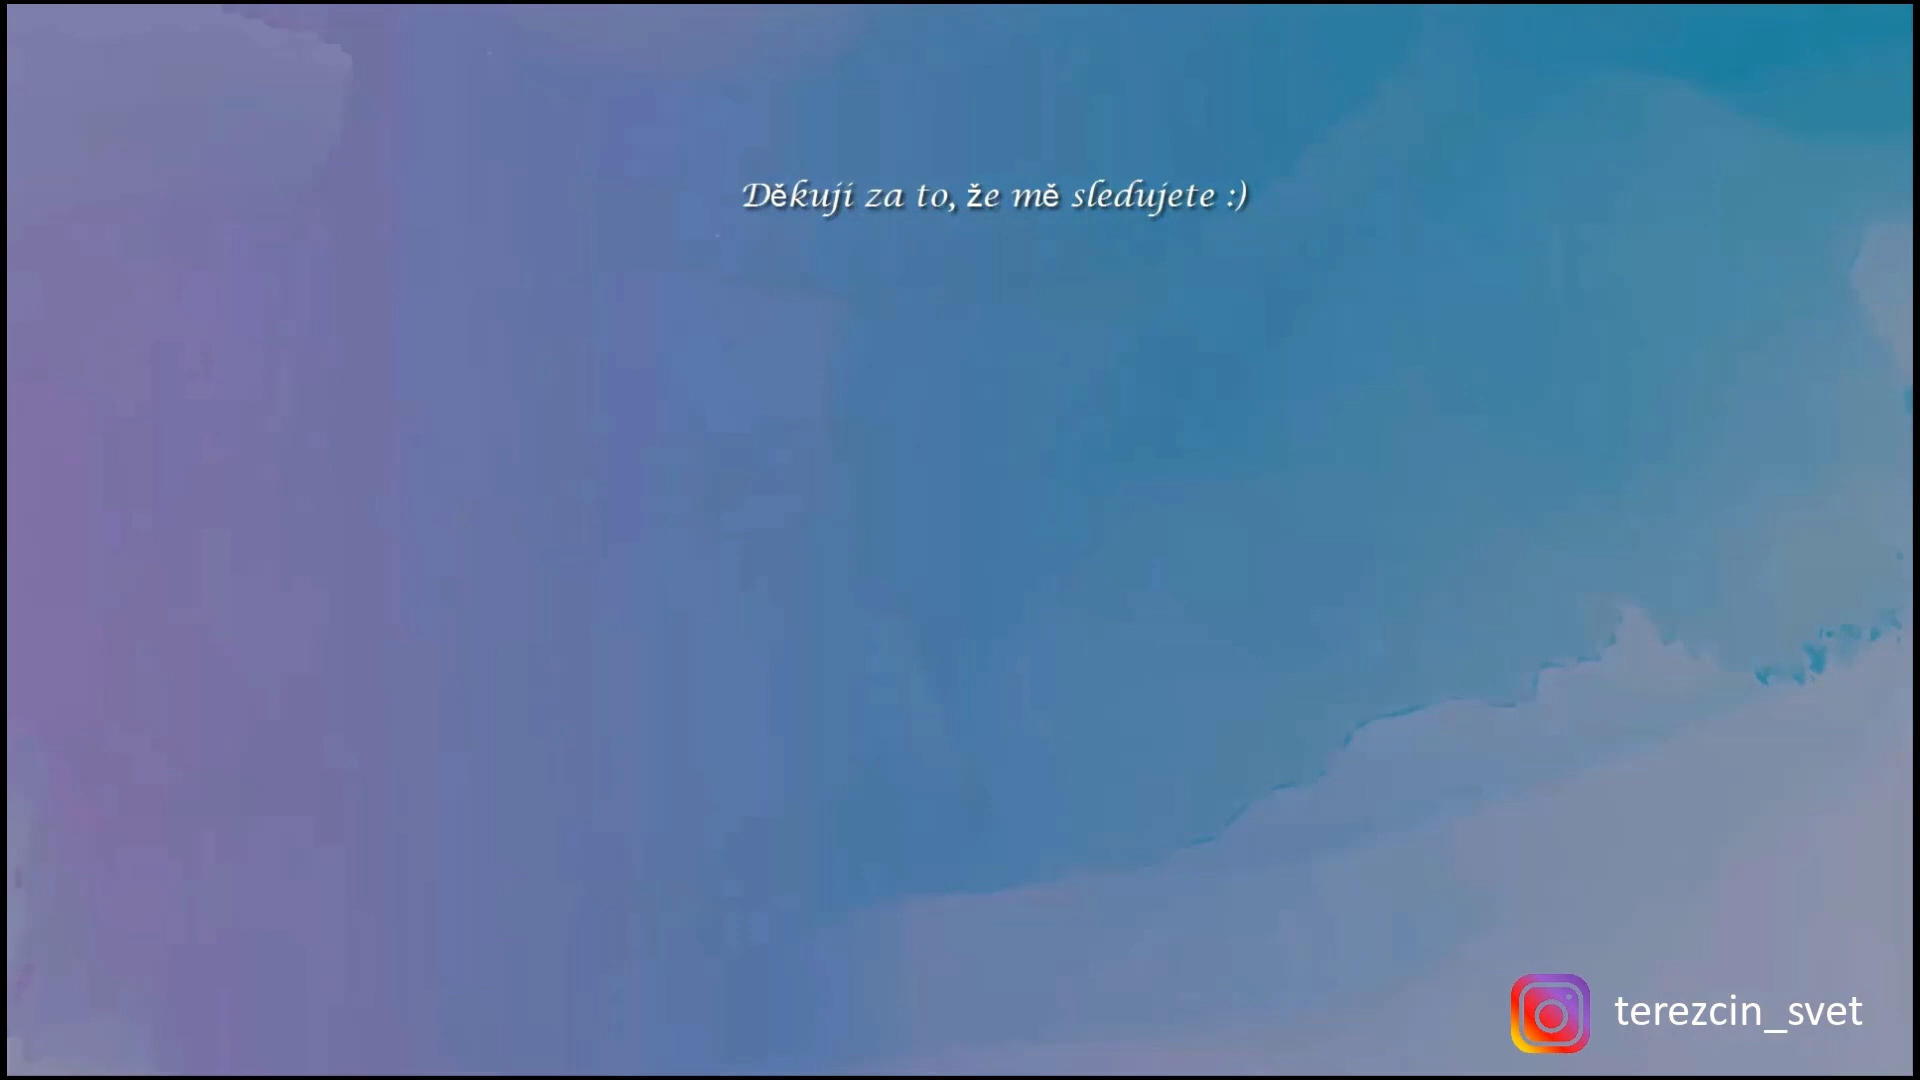 Děkuji za to, že mě sledujete :)
terezcin_svet